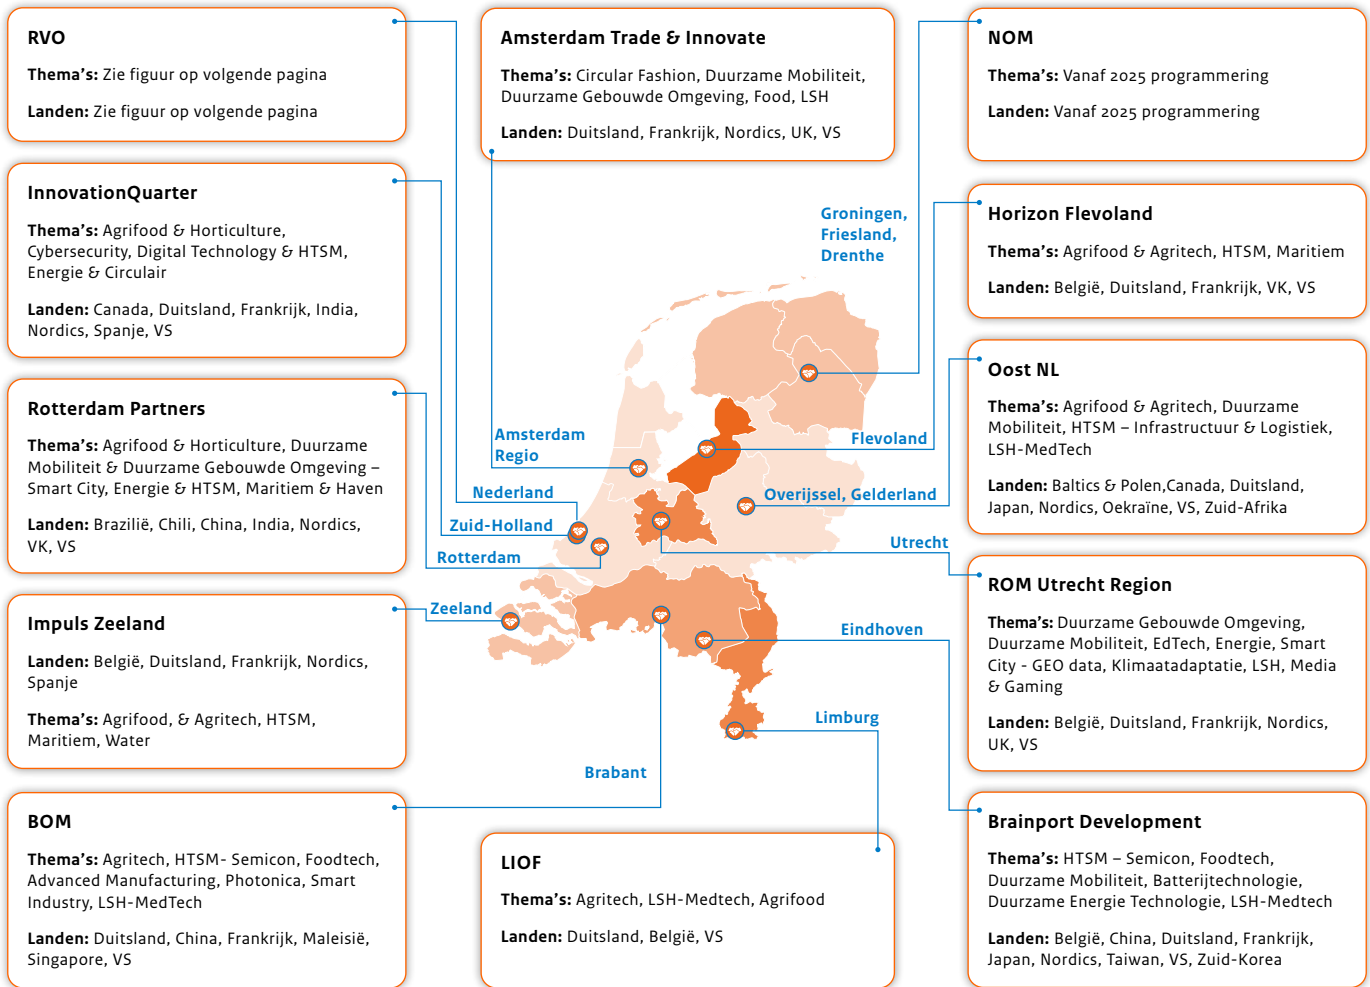 RVO
Thema's: Zie figuur op volgende pagina
Landen: Zie figuur op volgende pagina
InnovationQuarter
Thema's: Agrifood & Horticulture,
Cybersecurity, Digital Technology & HTSM,
Energie & Circulair
Landen: Canada, Duitsland, Frankrijk, India,
Nordics, Spanje, VS
Rotterdam Partners
Thema's: Agrifood & Horticulture, Duurzame
Mobiliteit & Duurzame Gebouwde Omgeving –
Smart City, Energie & HTSM, Maritiem & Haven
Landen: Brazilië, Chili, China, India, Nordics,
VK, VS
Impuls Zeeland
Landen: België, Duitsland, Frankrijk, Nordics,
Spanje
Thema's: Agrifood, & Agritech, HTSM,
Maritiem, Water
BOM
Thema's: Agritech, HTSM- Semicon, Foodtech,
Advanced Manufacturing, Photonica, Smart
Industry, LSH-MedTech
Landen: Duitsland, China, Frankrijk, Maleisië,
Singapore, VS
Amsterdam Trade & Innovate
Thema's: Circular Fashion, Duurzame Mobiliteit,
Duurzame Gebouwde Omgeving, Food, LSH
Landen: Duitsland, Frankrijk, Nordics, UK, VS
Groningen,
Friesland,
Drenthe
Amsterdam
Regio
Flevoland
Nederland
Overijssel, Gelderland
Zuid-Holland
Utrecht
Rotterdam
Zeeland
Eindhoven
Limburg
Brabant
LIOF
Thema's: Agritech, LSH-Medtech, Agrifood
Landen: Duitsland, België, VS
NOM
Thema's: Vanaf 2025 programmering
Landen: Vanaf 2025 programmering
Horizon Flevoland
Thema's: Agrifood & Agritech, HTSM, Maritiem
Landen: België, Duitsland, Frankrijk, VK, VS
Oost NL
Thema's: Agrifood & Agritech, Duurzame
Mobiliteit, HTSM – Infrastructuur & Logistiek,
LSH-MedTech
Landen: Baltics & Polen,Canada, Duitsland,
Japan, Nordics, Oekraïne, VS, Zuid-Afrika
ROM Utrecht Region
Thema's: Duurzame Gebouwde Omgeving,
Duurzame Mobiliteit, EdTech, Energie, Smart
City - GEO data, Klimaatadaptatie, LSH, Media
& Gaming
Landen: België, Duitsland, Frankrijk, Nordics,
UK, VS
Brainport Development
Thema's: HTSM – Semicon, Foodtech,
Duurzame Mobiliteit, Batterijtechnologie,
Duurzame Energie Technologie, LSH-Medtech
Landen: België, China, Duitsland, Frankrijk,
Japan, Nordics, Taiwan, VS, Zuid-Korea